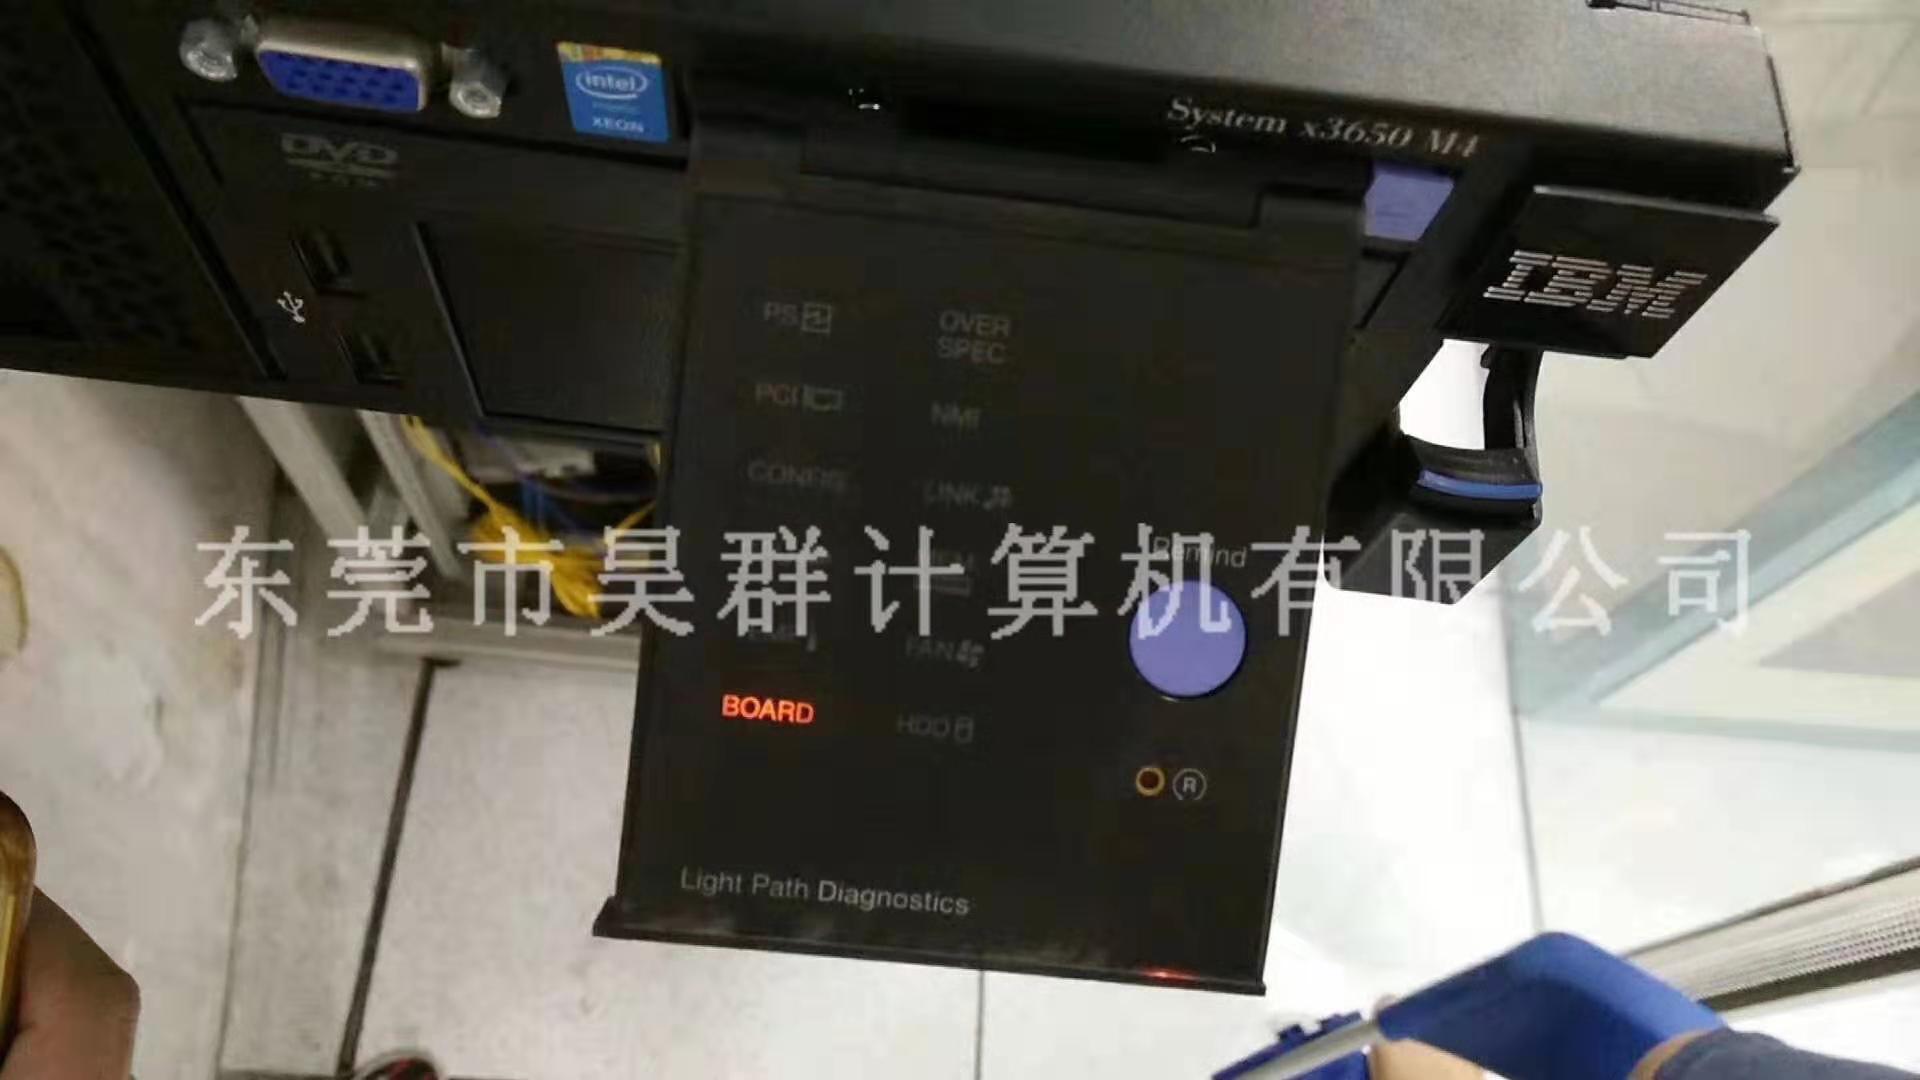 intel
XEON
System x3650 M4
DVD
IBM
PS
OVER
SPEC
PCI
NMI
CONFIG
LINK
Remind
东莞市昊群计算机有限公司
FAN
BOARD
HDD
R
Light Path Diagnostics